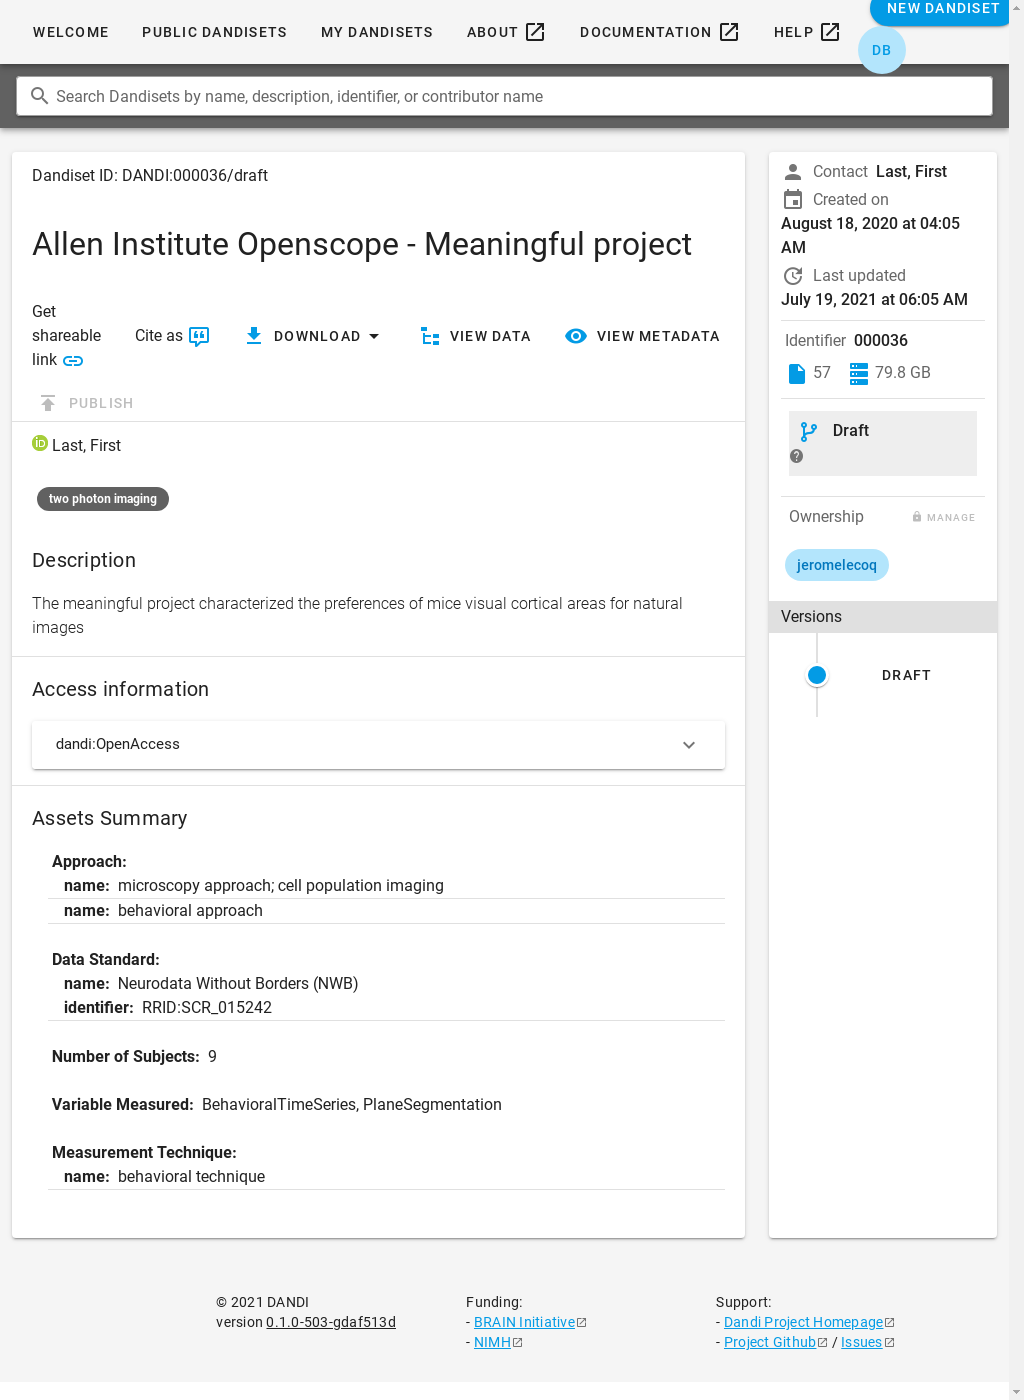 WELCOME PUBLIC DANDISETS MY DANDISETS ABOUT DOCUMENTATION HELP NEW DANDISET
DB
Search Dandisets by name, description, identifier, or contributor name
Dandiset ID: DANDI:000036/draft
Allen Institute Openscope - Meaningful project
Get
shareable
link
Cite as DOWNLOAD VIEW DATA VIEW METADATA
PUBLISH
iD Last, First
two photon imaging
Description
The meaningful project characterized the preferences of mice visual cortical areas for natural
images
Access information
dandi:OpenAccess
Assets Summary
Approach:
name: microscopy approach; cell population imaging
name: behavioral approach
Data Standard:
name: Neurodata Without Borders (NWB)
identifier: RRID:SCR_015242
Number of Subjects: 9
Variable Measured: BehavioralTimeSeries, PlaneSegmentation
Measurement Technique:
name: behavioral technique
Contact Last, First
Created on
August 18, 2020 at 04:05
AM
Last updated
July 19, 2021 at 06:05 AM
Identifier 000036
57 79.8 GB
Draft
?
Ownership MANAGE
jeromelecoq
Versions
DRAFT
© 2021 DANDI
version 0.1.0-503-gdaf513d
Funding:
- BRAIN Initiative
- NIMH
Support:
- Dandi Project Homepage
- Project Github / Issues